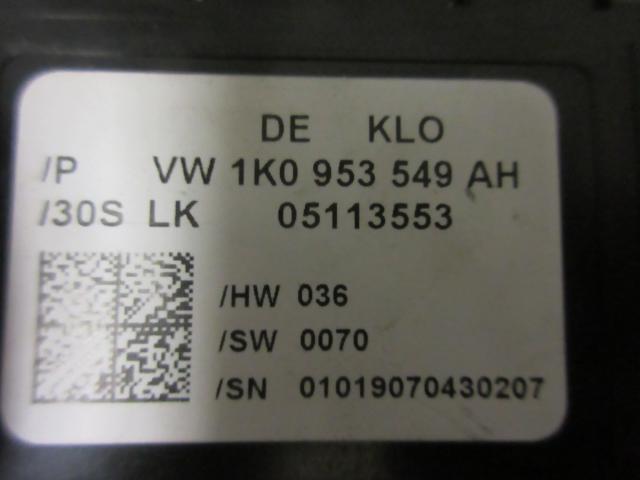 DE KLO
/P VW 1K0 953 549 AH
/30S LK 05113553
/HW 036
/SW 0070
/SN 01019070430207